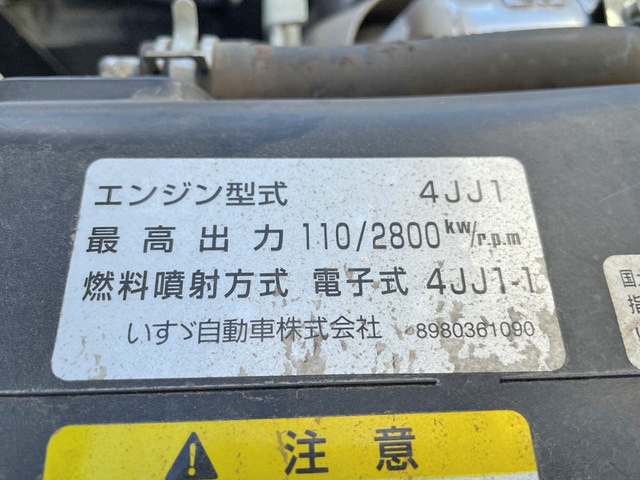 エンジン型式 4JJ1
最高出力 110/2800 kw/r.p.m
燃料噴射方式 電子式 4JJ1-1
いすゞ自動車株式会社 8980361090
国
指
注意